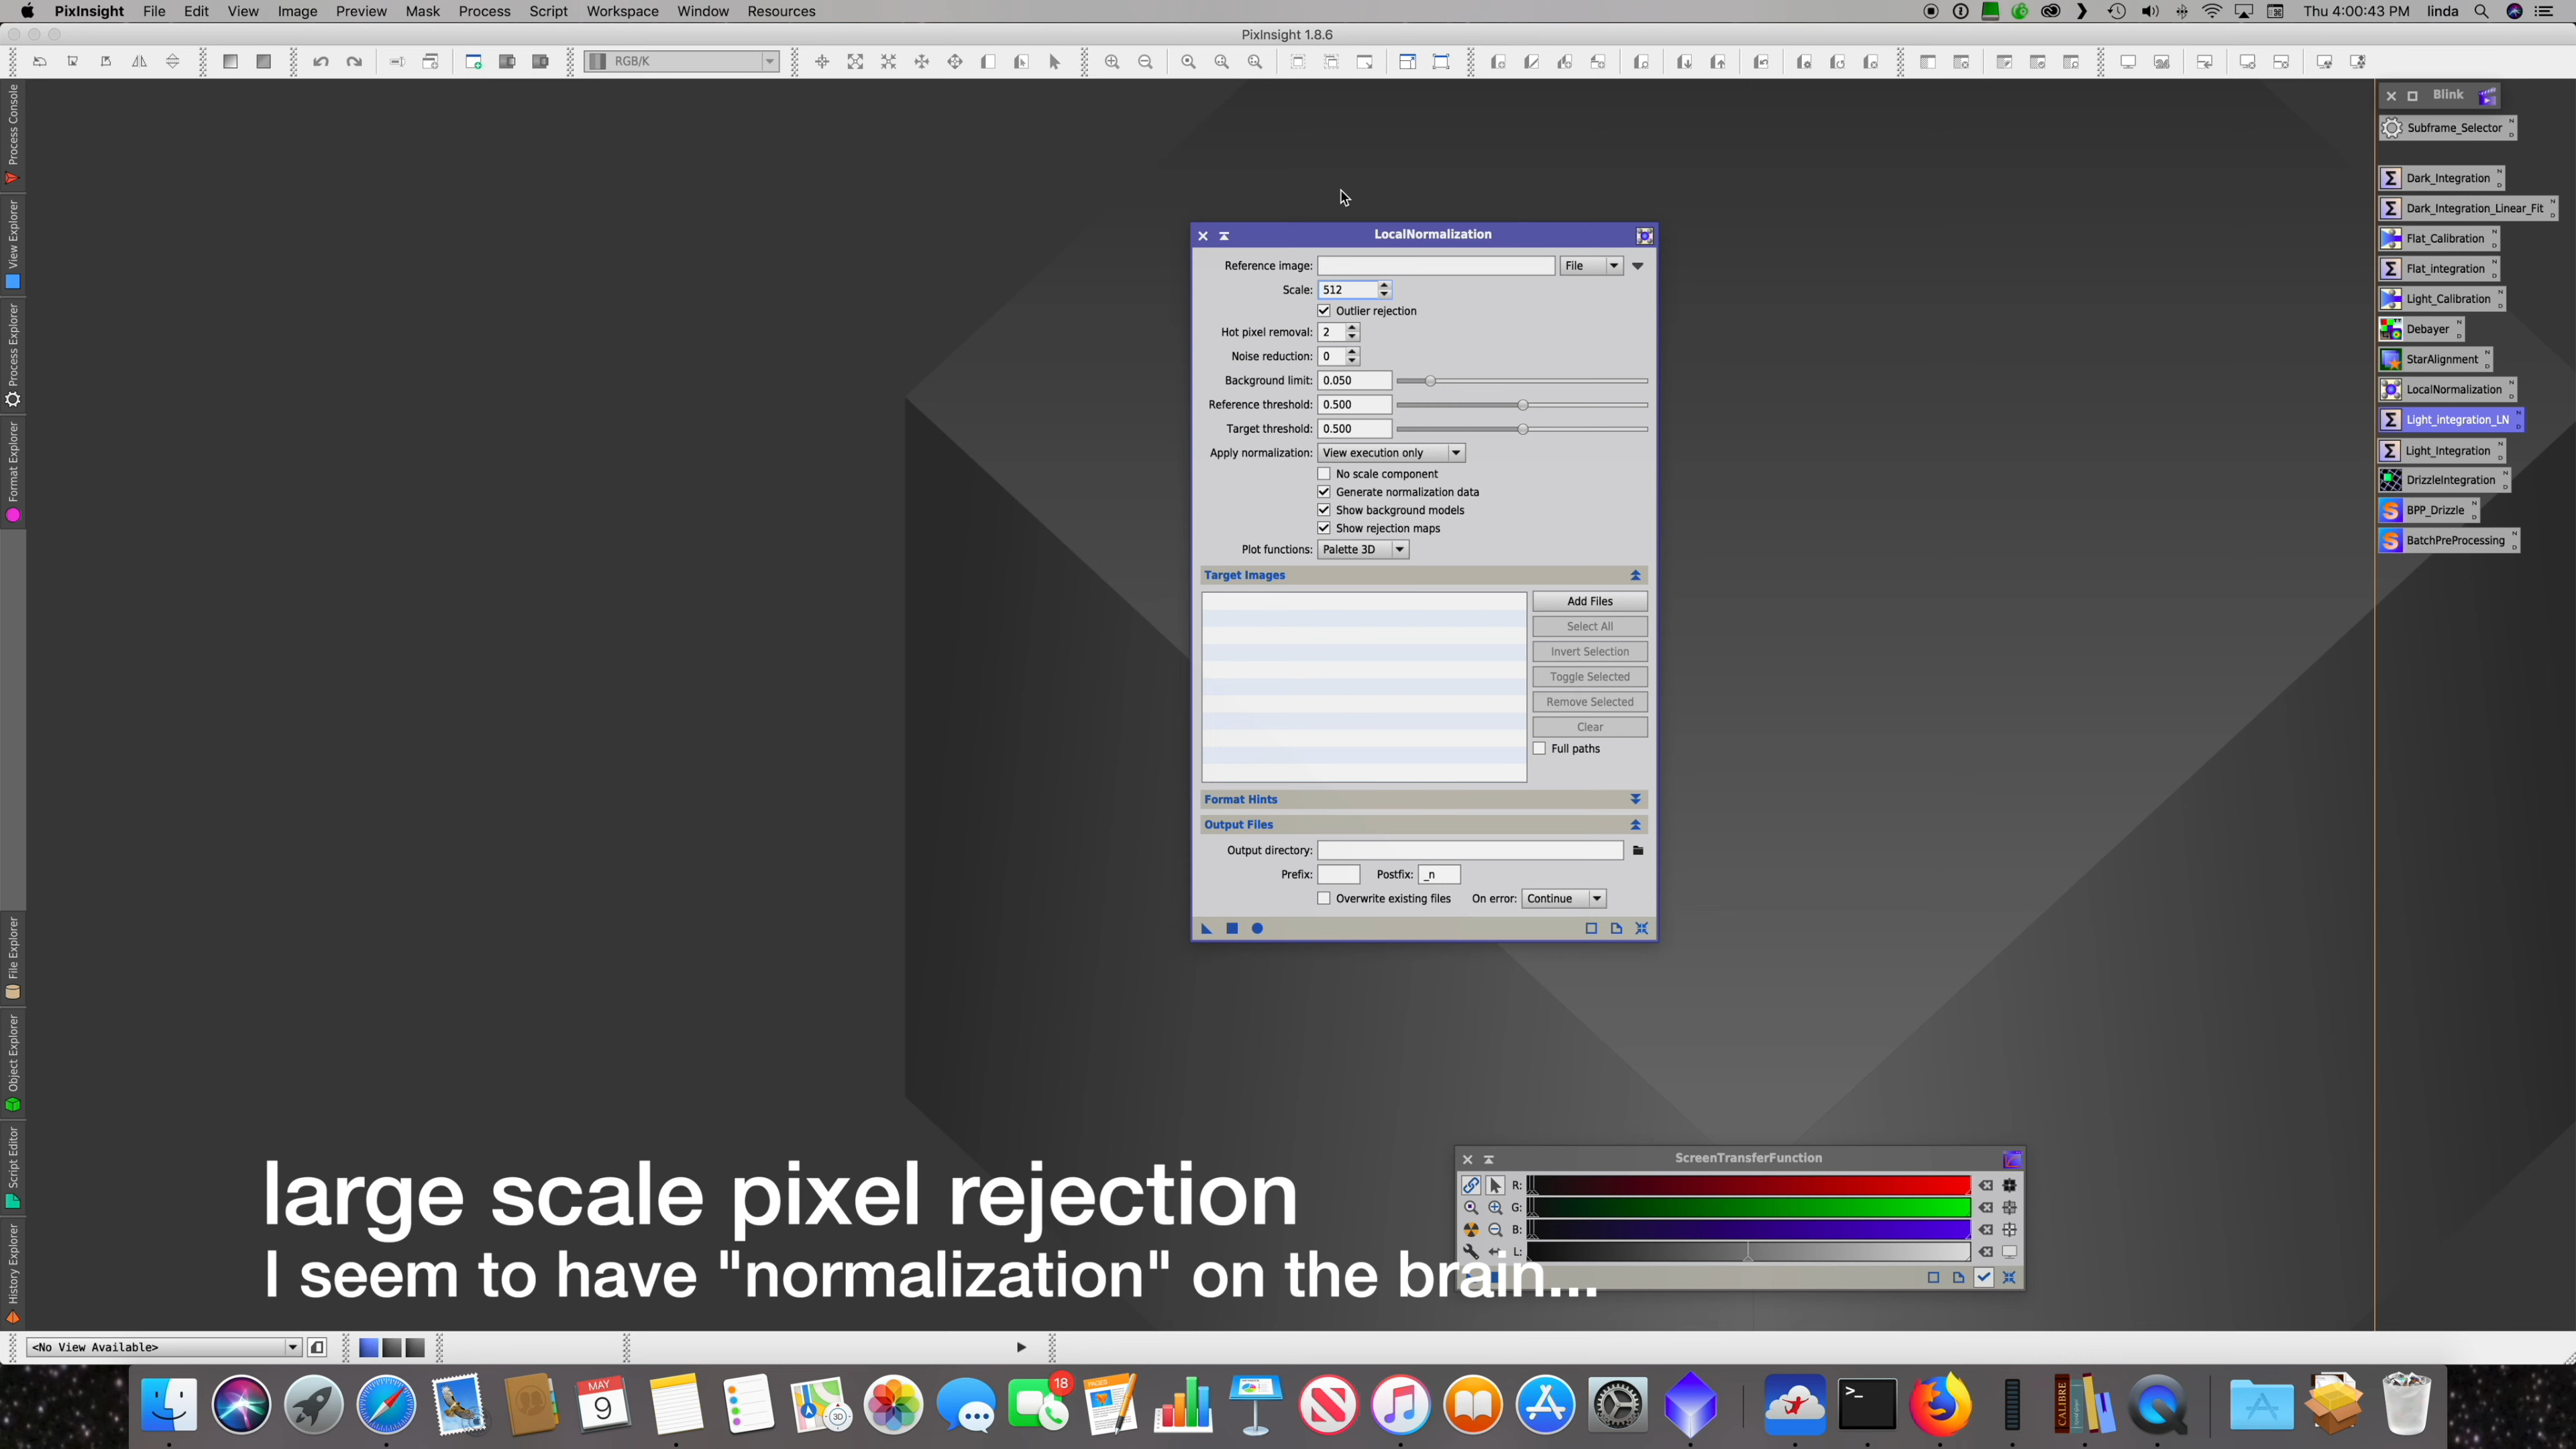 PixInsight File Edit View Image Preview Mask Process Script Workspace Window Resources
Thu 4:00:43 PM linda
PixInsight 1.8.6
RGB/K
Process Console
View Explorer
Process Explorer
Format Explorer
File Explorer
Object Explorer
Script Editor
History Explorer
LocalNormalization
Reference image: File
Scale: 512
Outlier rejection
Hot pixel removal: 2
Noise reduction: 0
Background limit: 0.050
Reference threshold: 0.500
Target threshold: 0.500
Apply normalization: View execution only
No scale component
Generate normalization data
Show background models
Show rejection maps
Plot functions: Palette 3D
Target Images
Add Files
Select All
Invert Selection
Toggle Selected
Remove Selected
Clear
Full paths
Format Hints
Output Files
Output directory:
Prefix: Postfix: _n
Overwrite existing files On error: Continue
Blink
Subframe_Selector
Dark_Integration
Dark_Integration_Linear_Fit
Flat_Calibration
Flat_integration
Light_Calibration
Debayer
StarAlignment
LocalNormalization
Light_integration_LN
Light_Integration
DrizzleIntegration
BPP_Drizzle
BatchPreProcessing
ScreenTransferFunction
R:
G:
B:
L:
large scale pixel rejection
I seem to have "normalization" on the brain...
<No View Available>
MAY
9
3D
18
PAGES
CALIBRE